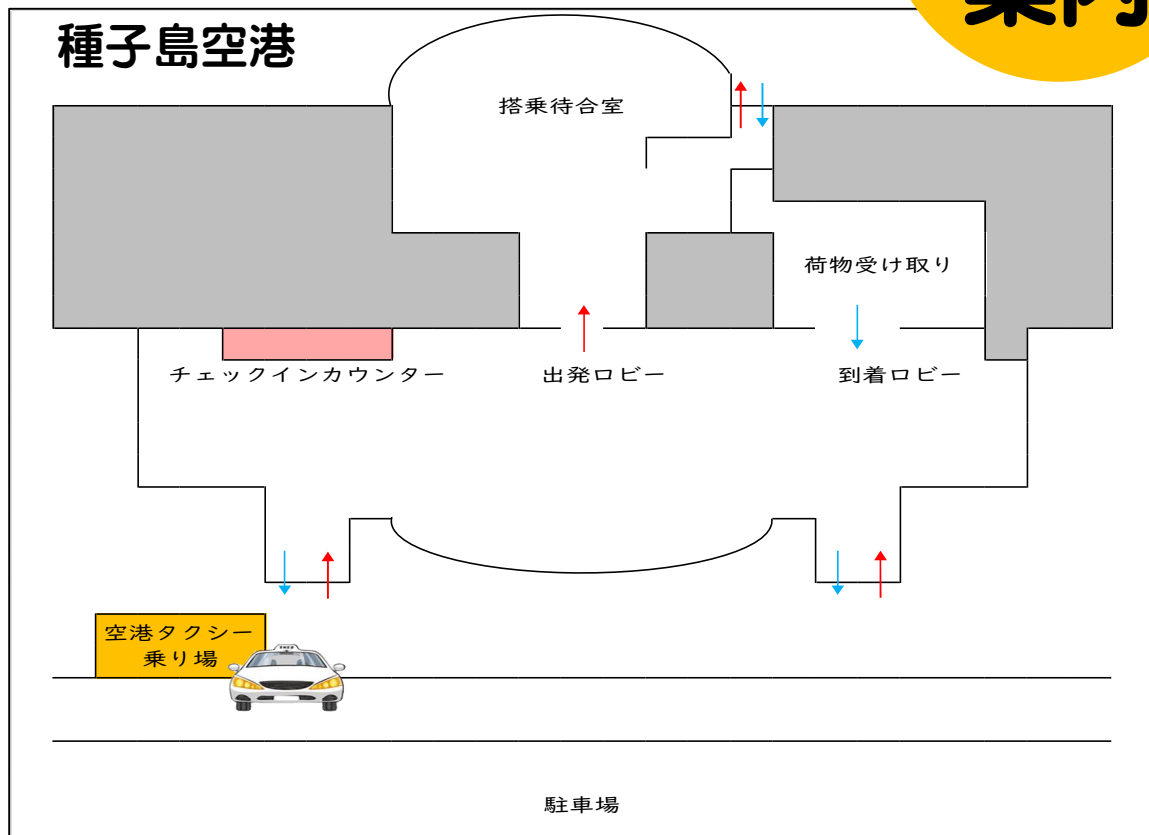 案内
種子島空港
搭乗待合室
荷物受け取り
チェックインカウンター
出発ロビー
到着ロビー
空港タクシー
乗り場
駐車場